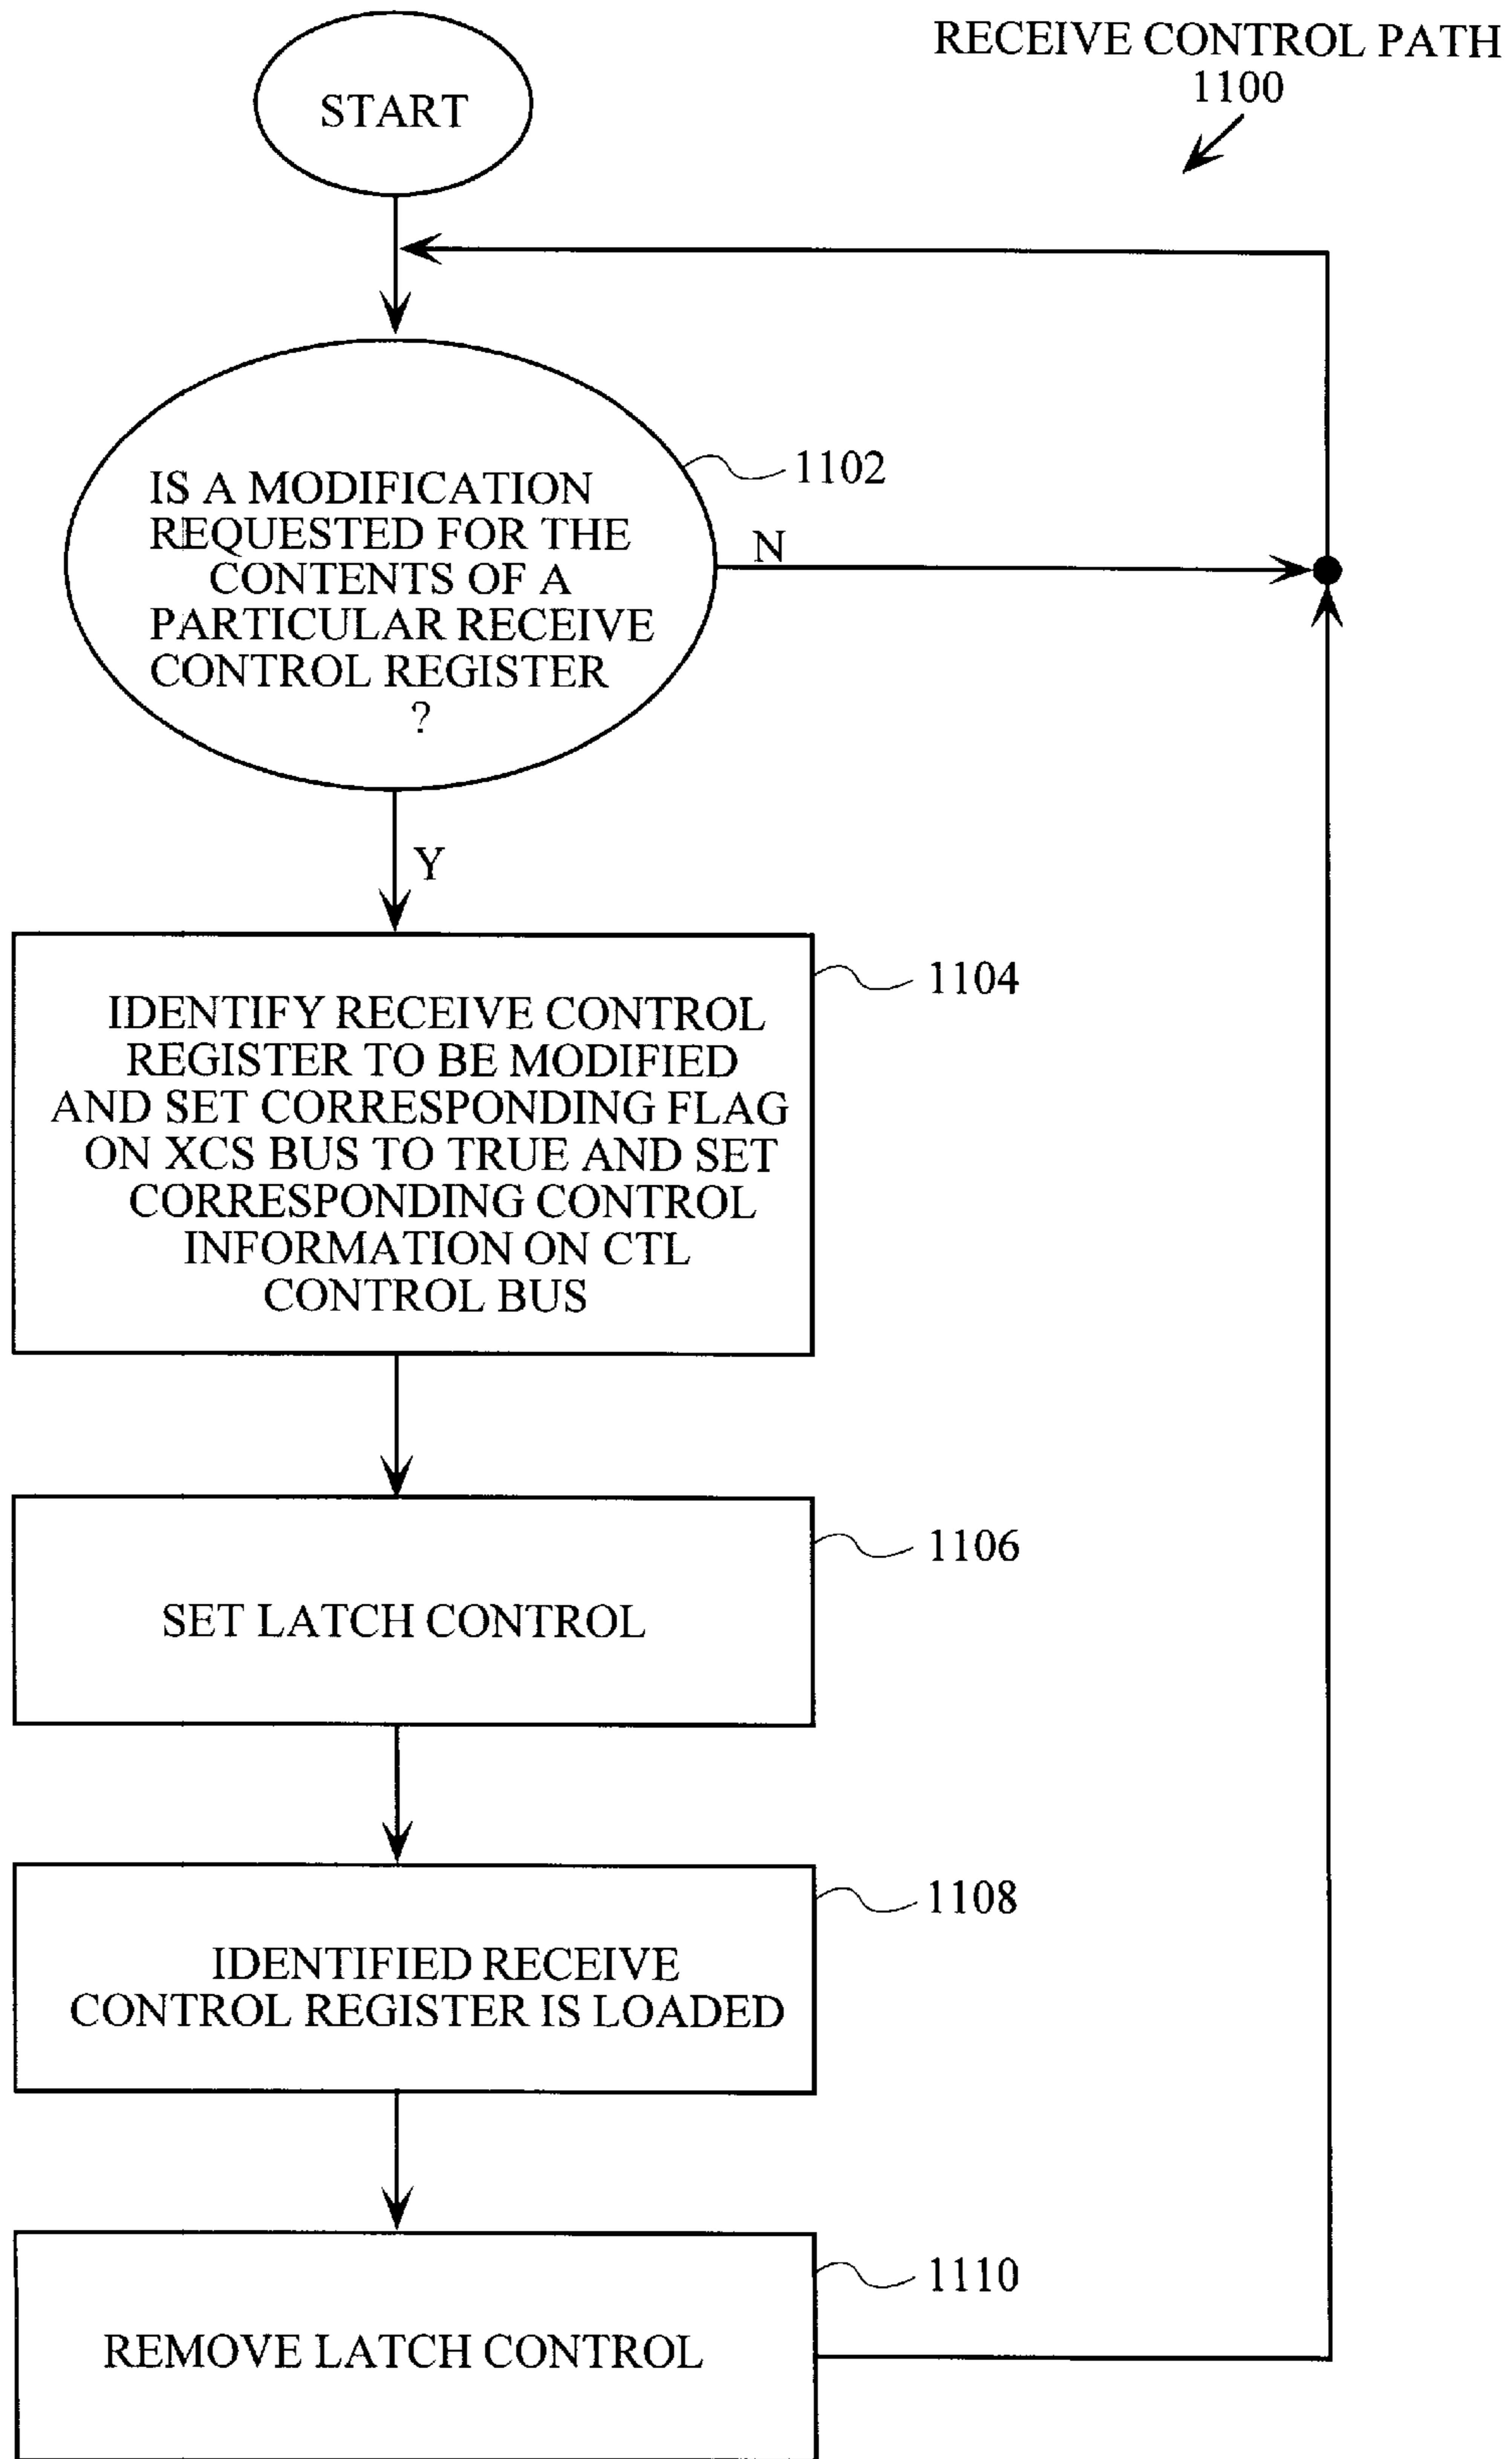 RECEIVE CONTROL PATH
1100
START
IS A MODIFICATION
REQUESTED FOR THE
CONTENTS OF A
PARTICULAR RECEIVE
CONTROL REGISTER
?
1102
N
Y
IDENTIFY RECEIVE CONTROL
REGISTER TO BE MODIFIED
AND SET CORRESPONDING FLAG
ON XCS BUS TO TRUE AND SET
CORRESPONDING CONTROL
INFORMATION ON CTL
CONTROL BUS
1104
SET LATCH CONTROL
1106
IDENTIFIED RECEIVE
CONTROL REGISTER IS LOADED
1108
REMOVE LATCH CONTROL
1110